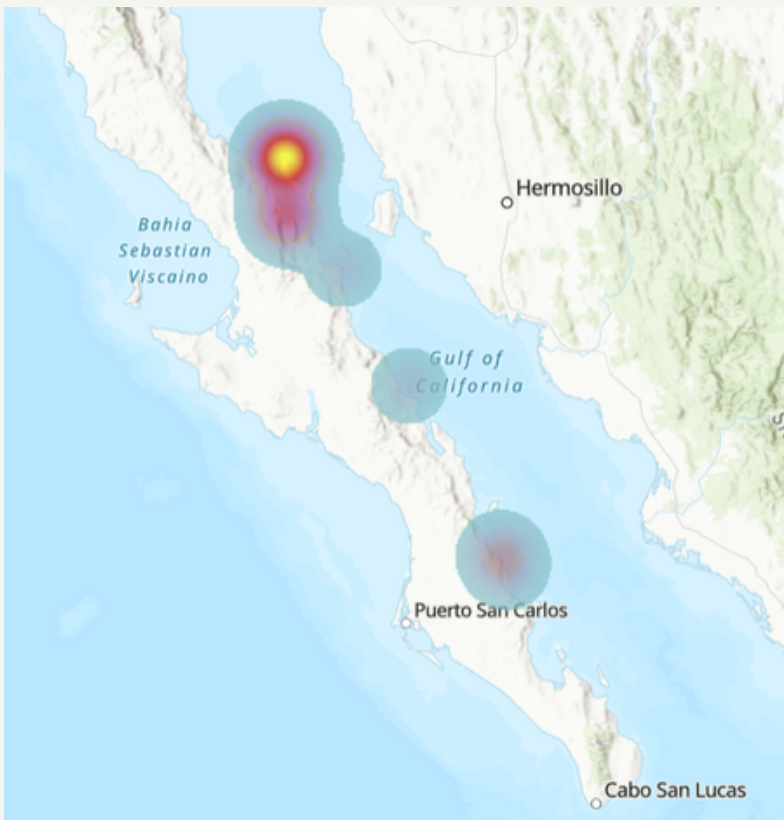 Hermosillo
Bahia
Sebastian
Viscaino
Gulf of
California
Puerto San Carlos
Cabo San Lucas